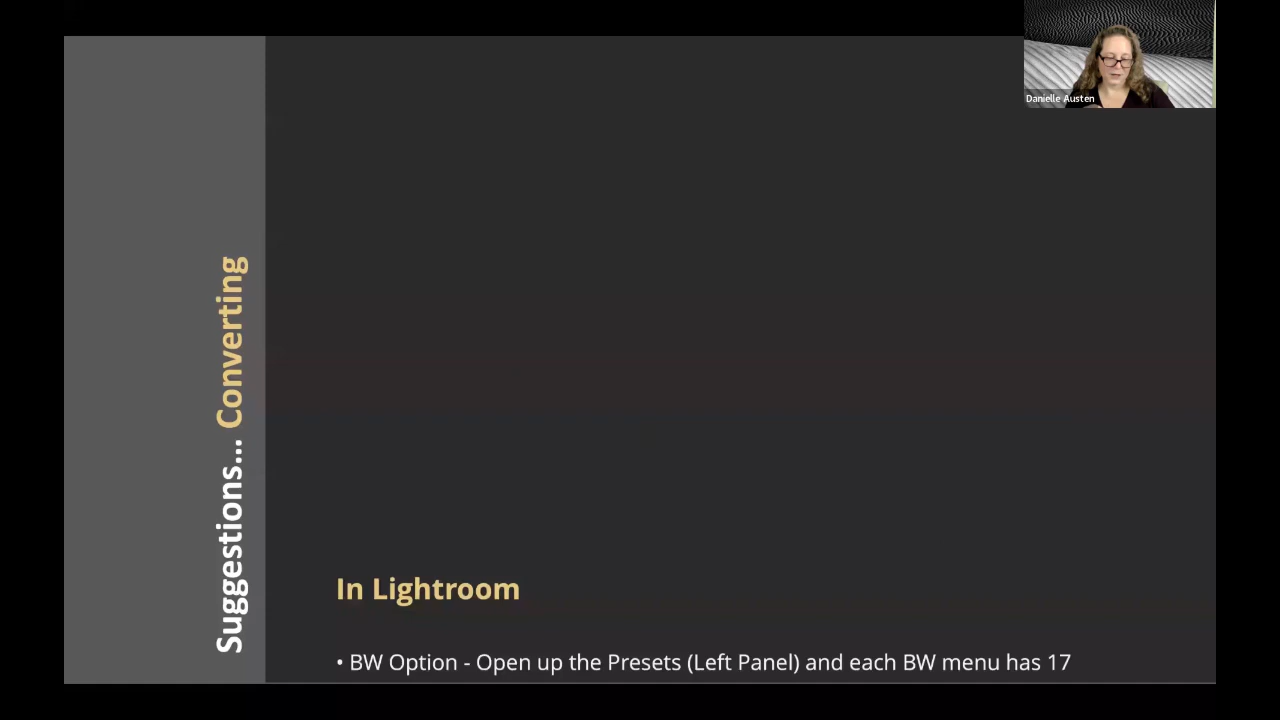 Danielle Austen
Suggestions... Converting
In Lightroom
• BW Option - Open up the Presets (Left Panel) and each BW menu has 17